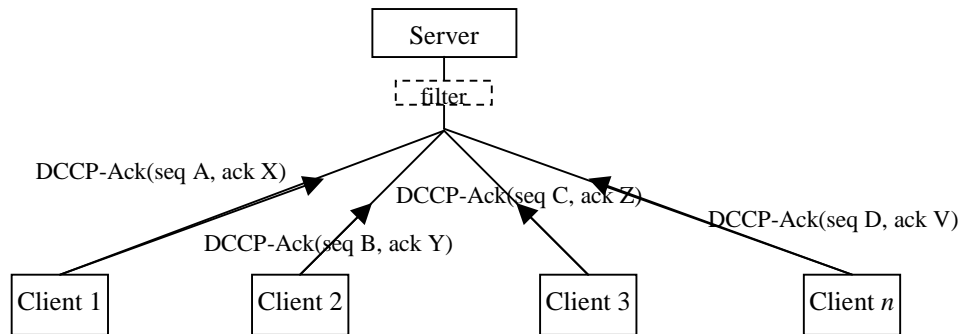 Server
filter
DCCP-Ack(seq A, ack X)
DCCP-Ack(seq C, ack Z)
DCCP-Ack(seq D, ack V)
DCCP-Ack(seq B, ack Y)
Client 1
Client 2
Client 3
Client n